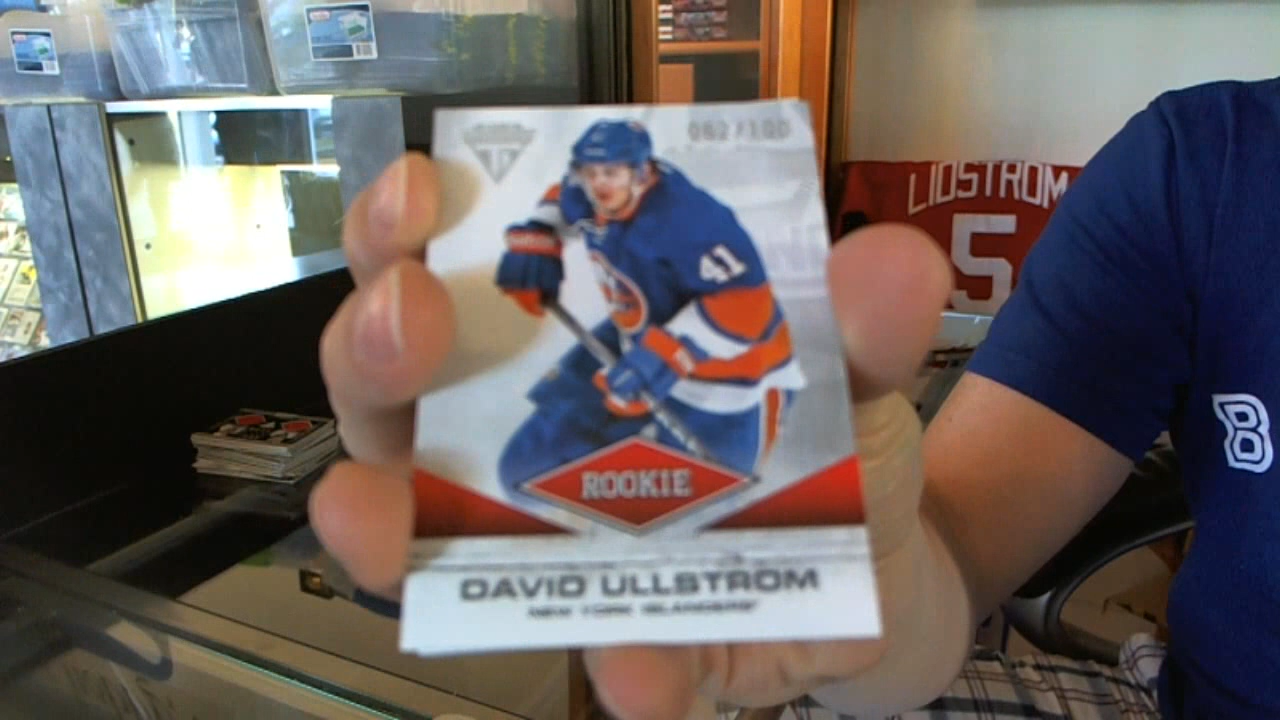 062/100
41
ROOKIE
DAVID ULLSTROM
NEW YORK ISLANDERS
LIDSTROM
5
B